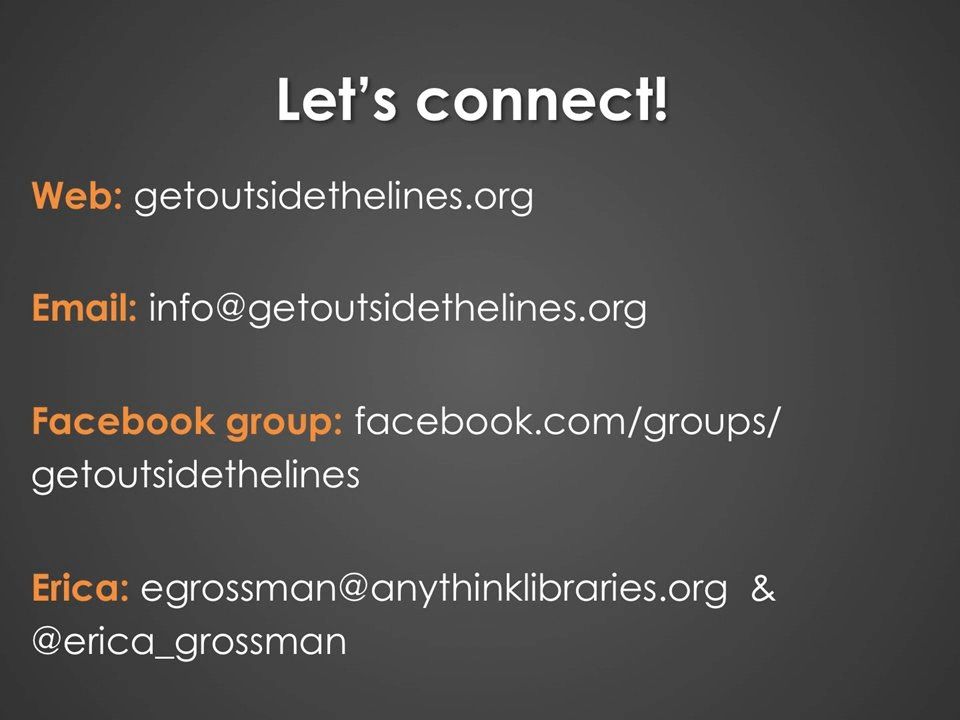 Let’s connect!
Web: getoutsidethelines.org
Email: info@getoutsidethelines.org
Facebook group: facebook.com/groups/
getoutsidethelines
Erica: egrossman@anythinklibraries.org &
@erica_grossman